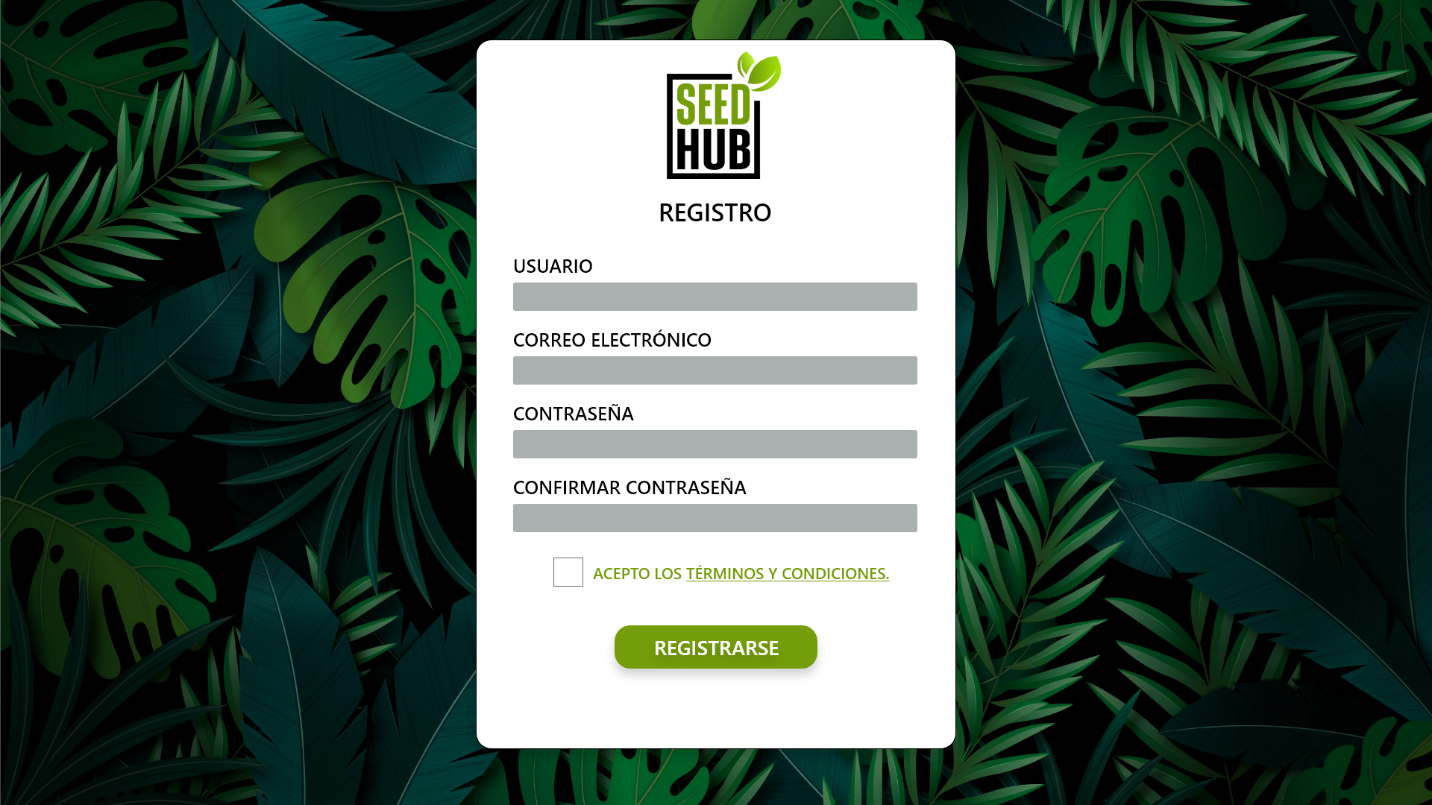 SEED
HUB
REGISTRO
USUARIO
CORREO ELECTRÓNICO
CONTRASEÑA
CONFIRMAR CONTRASEÑA
ACEPTO LOS TÉRMINOS Y CONDICIONES.
REGISTRARSE